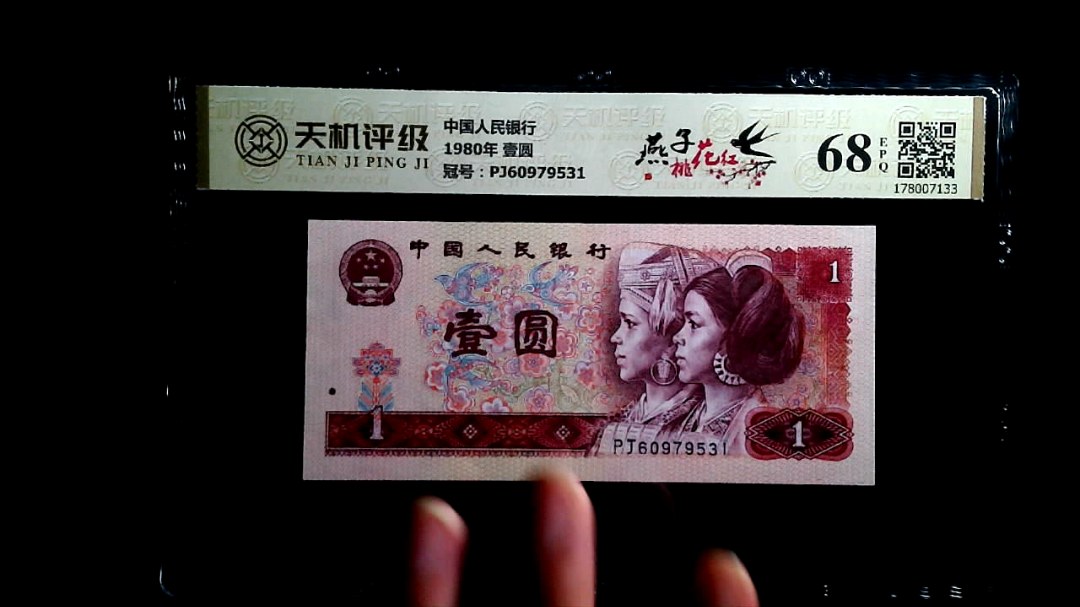 天机评级
TIAN JI PING JI
中国人民银行
1980年 壹圆
冠号：PJ60979531
燕子
桃花红
68
EPQ
178007133
中国人民银行
1
壹圆
1
PJ60979531
1